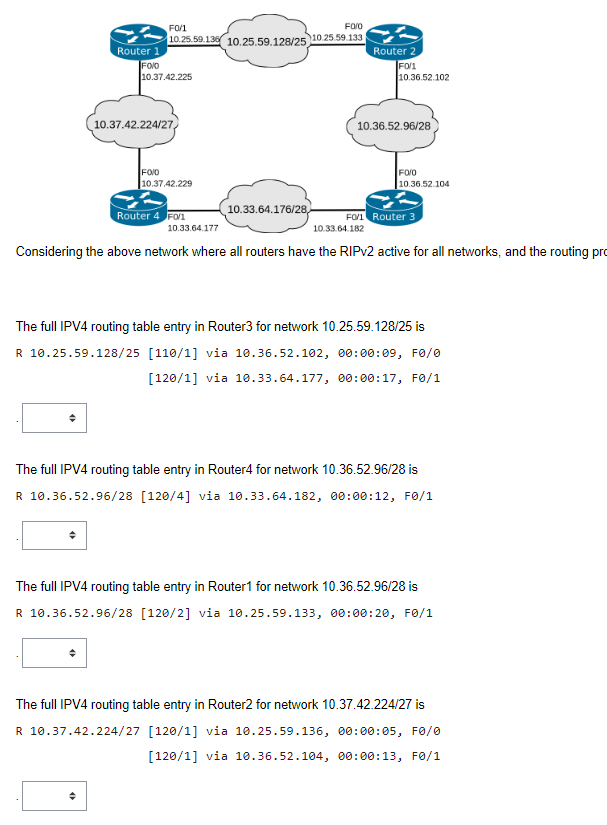 F0/1
F0/0
10.25.59.136
10.25.59.128/25
10.25.59.133
Router 1
Router 2
F0/0
F0/1
10.37.42.225
10.36.52.102
10.37.42.224/27
10.36.52.96/28
F0/0
F0/0
10.37.42.229
10.36.52.104
10.33.64.176/28
Router 4
F0/1
F0/1
Router 3
10.33.64.177
10.33.64.182
Considering the above network where all routers have the RIPv2 active for all networks, and the routing pro
The full IPV4 routing table entry in Router3 for network 10.25.59.128/25 is
R 10.25.59.128/25 [110/1] via 10.36.52.102, 00:00:09, F0/0
[120/1] via 10.33.64.177, 00:00:17, F0/1
.
The full IPV4 routing table entry in Router4 for network 10.36.52.96/28 is
R 10.36.52.96/28 [120/4] via 10.33.64.182, 00:00:12, F0/1
.
The full IPV4 routing table entry in Router1 for network 10.36.52.96/28 is
R 10.36.52.96/28 [120/2] via 10.25.59.133, 00:00:20, F0/1
.
The full IPV4 routing table entry in Router2 for network 10.37.42.224/27 is
R 10.37.42.224/27 [120/1] via 10.25.59.136, 00:00:05, F0/0
[120/1] via 10.36.52.104, 00:00:13, F0/1
.